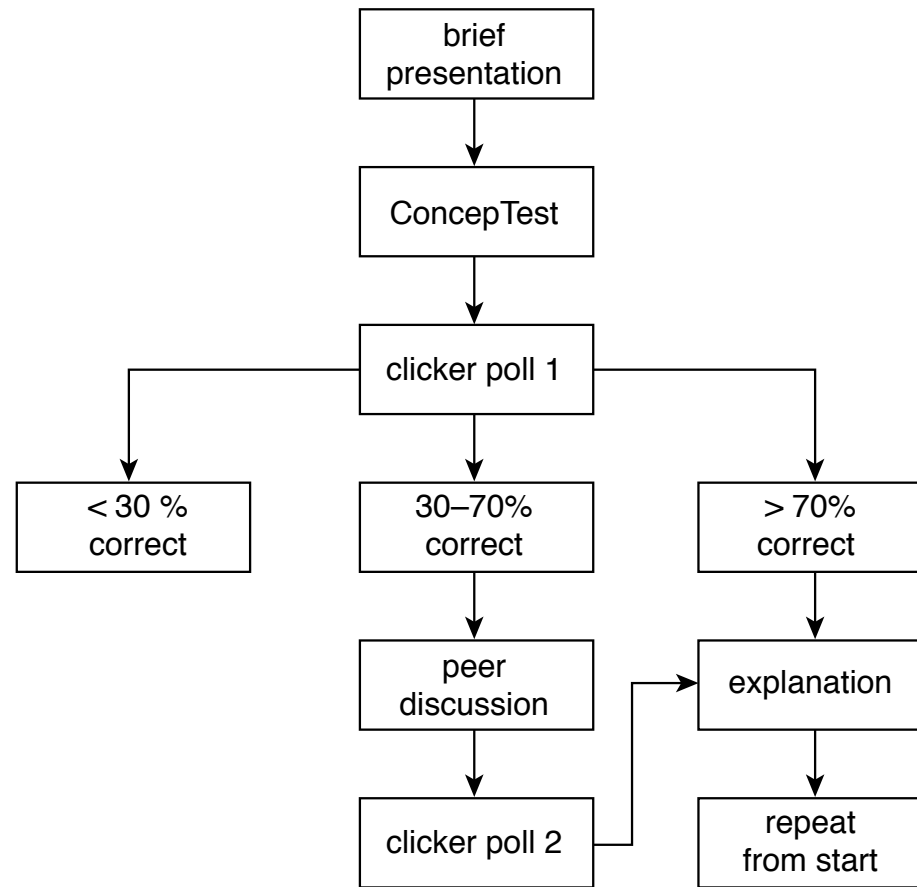 brief
presentation
ConcepTest
clicker poll 1
< 30 %
correct
30–70%
correct
> 70%
correct
peer
discussion
explanation
clicker poll 2
repeat
from start